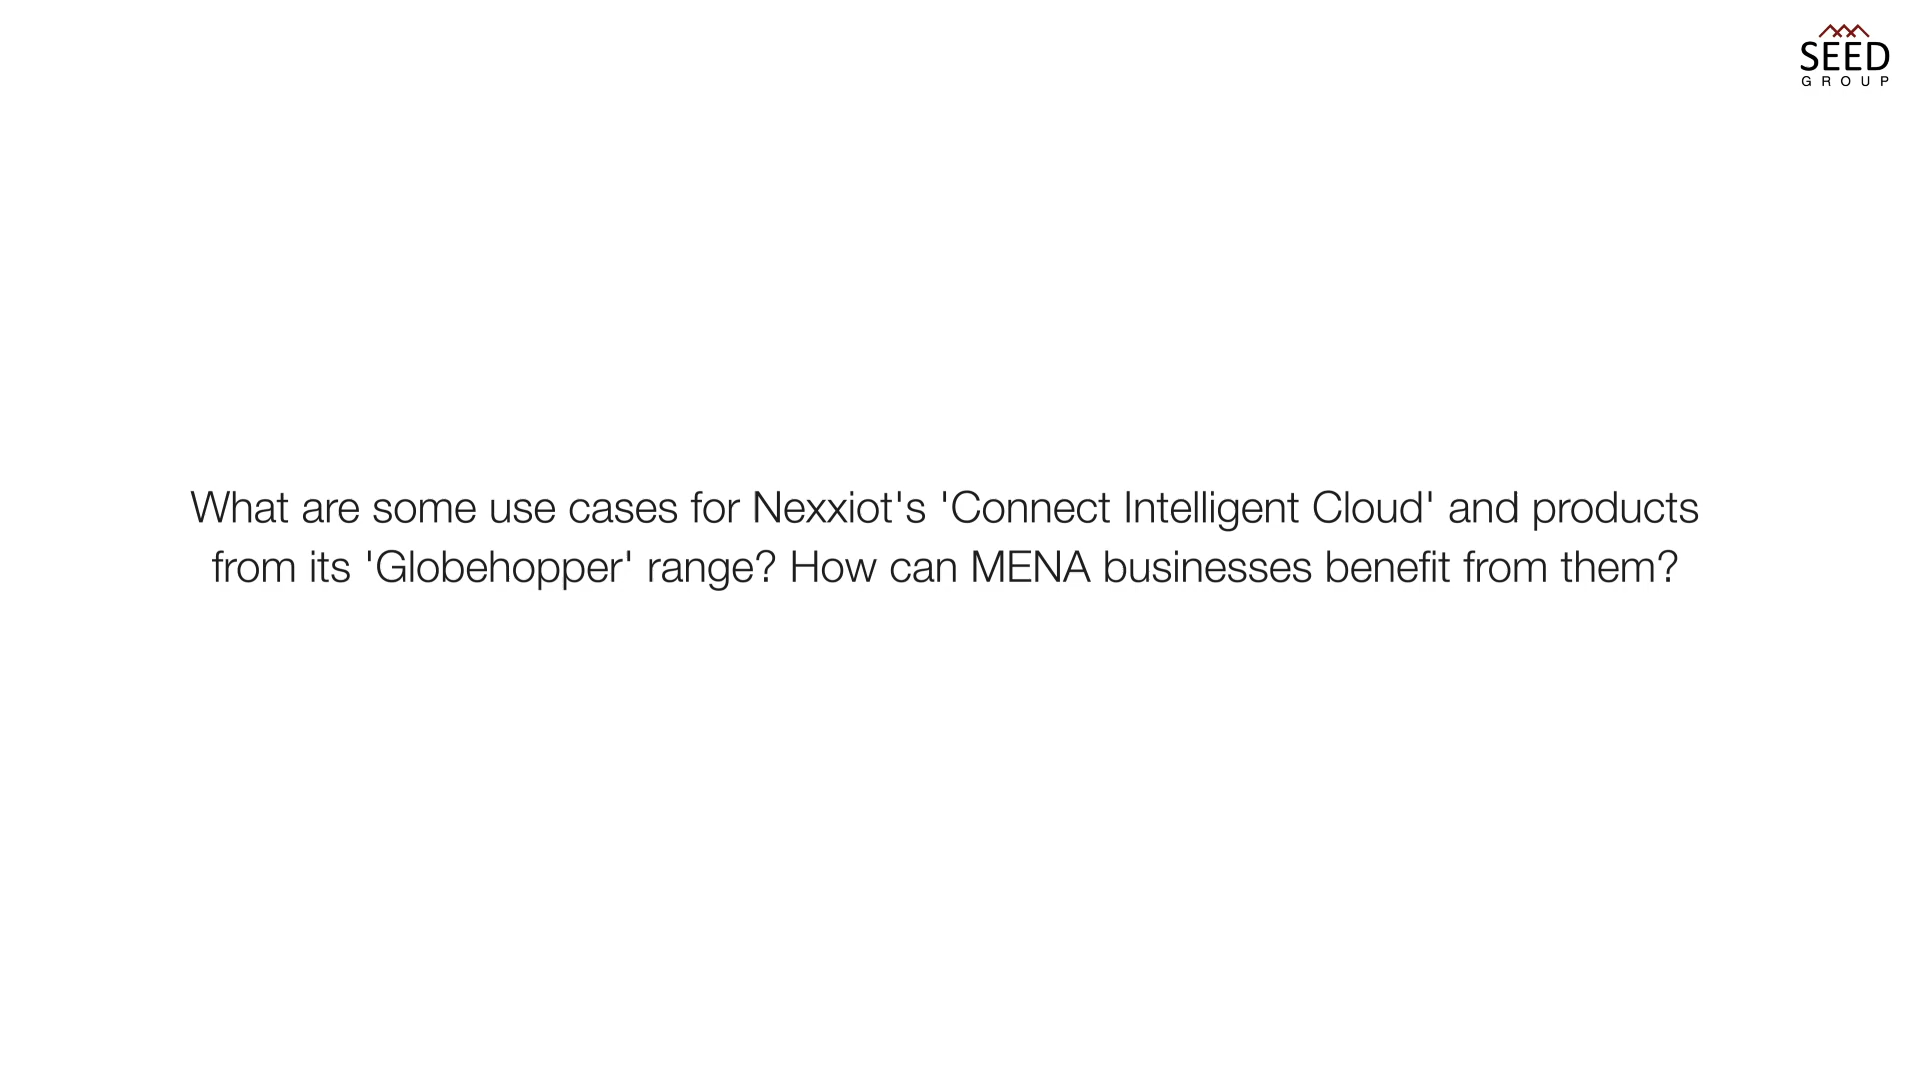 SEED
GROUP
What are some use cases for Nexxiot's 'Connect Intelligent Cloud' and products
from its 'Globehopper' range? How can MENA businesses benefit from them?